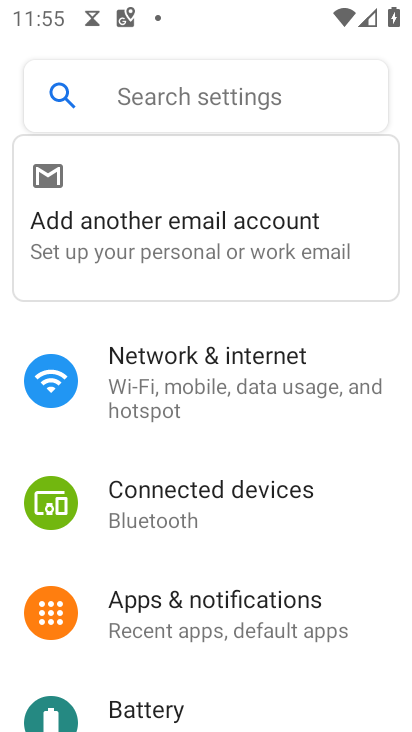 11:55
Search settings
Add another email account
Set up your personal or work email
Network & internet
Wi-Fi, mobile, data usage, and
hotspot
Connected devices
Bluetooth
Apps & notifications
Recent apps, default apps
Battery